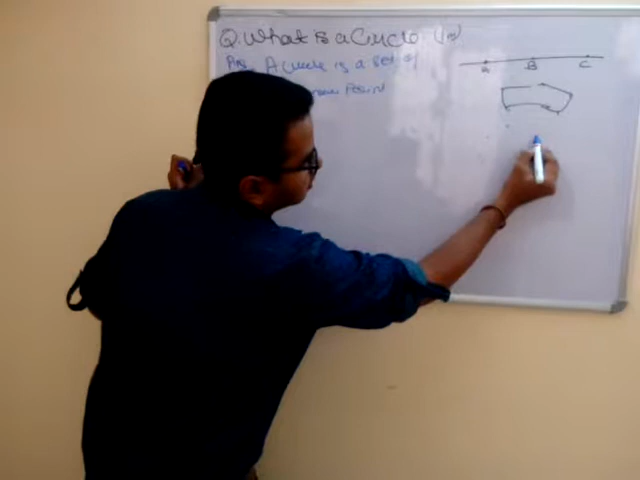 Q. What is a Circle
Ans. A circle is a set of
A B C